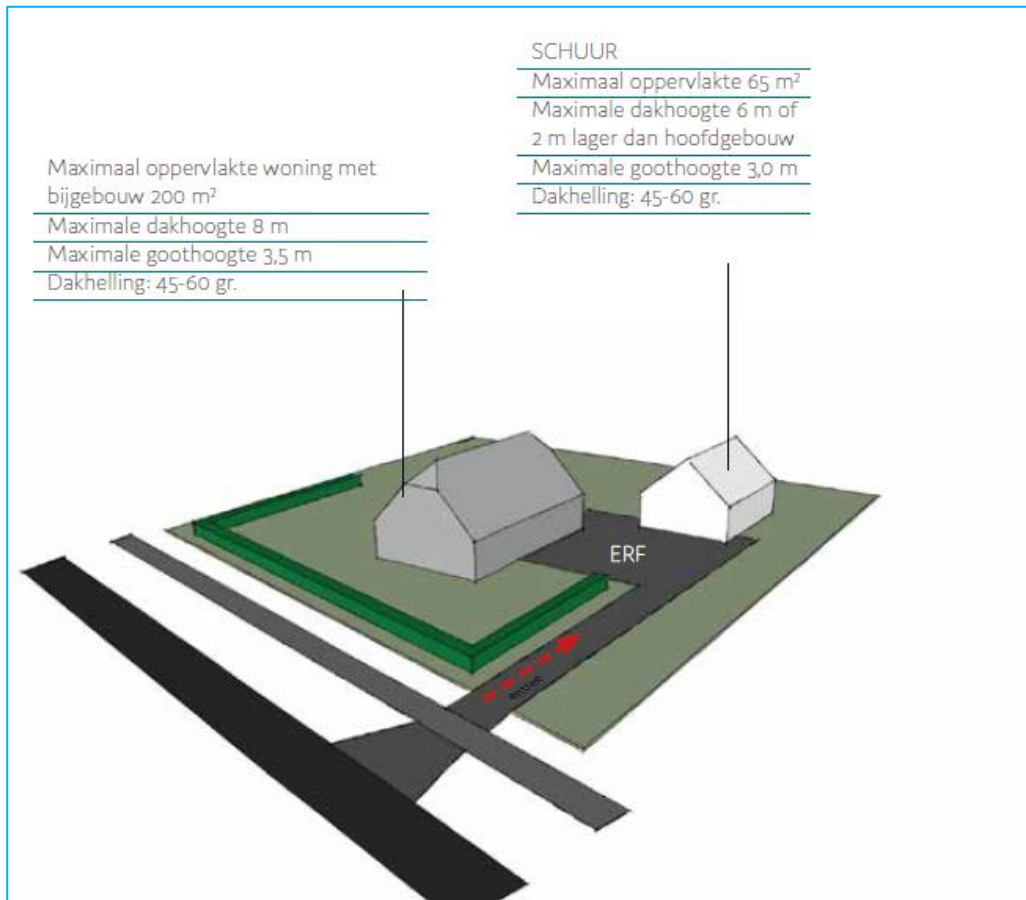 SCHUUR
Maximaal oppervlakte 65 m²
Maximale dakhoogte 6 m of
2 m lager dan hoofdgebouw
Maximale goothoogte 3,0 m
Dakhelling: 45-60 gr.
Maximaal oppervlakte woning met
bijgebouw 200 m²
Maximale dakhoogte 8 m
Maximale goothoogte 3,5 m
Dakhelling: 45-60 gr.
ERF
entree